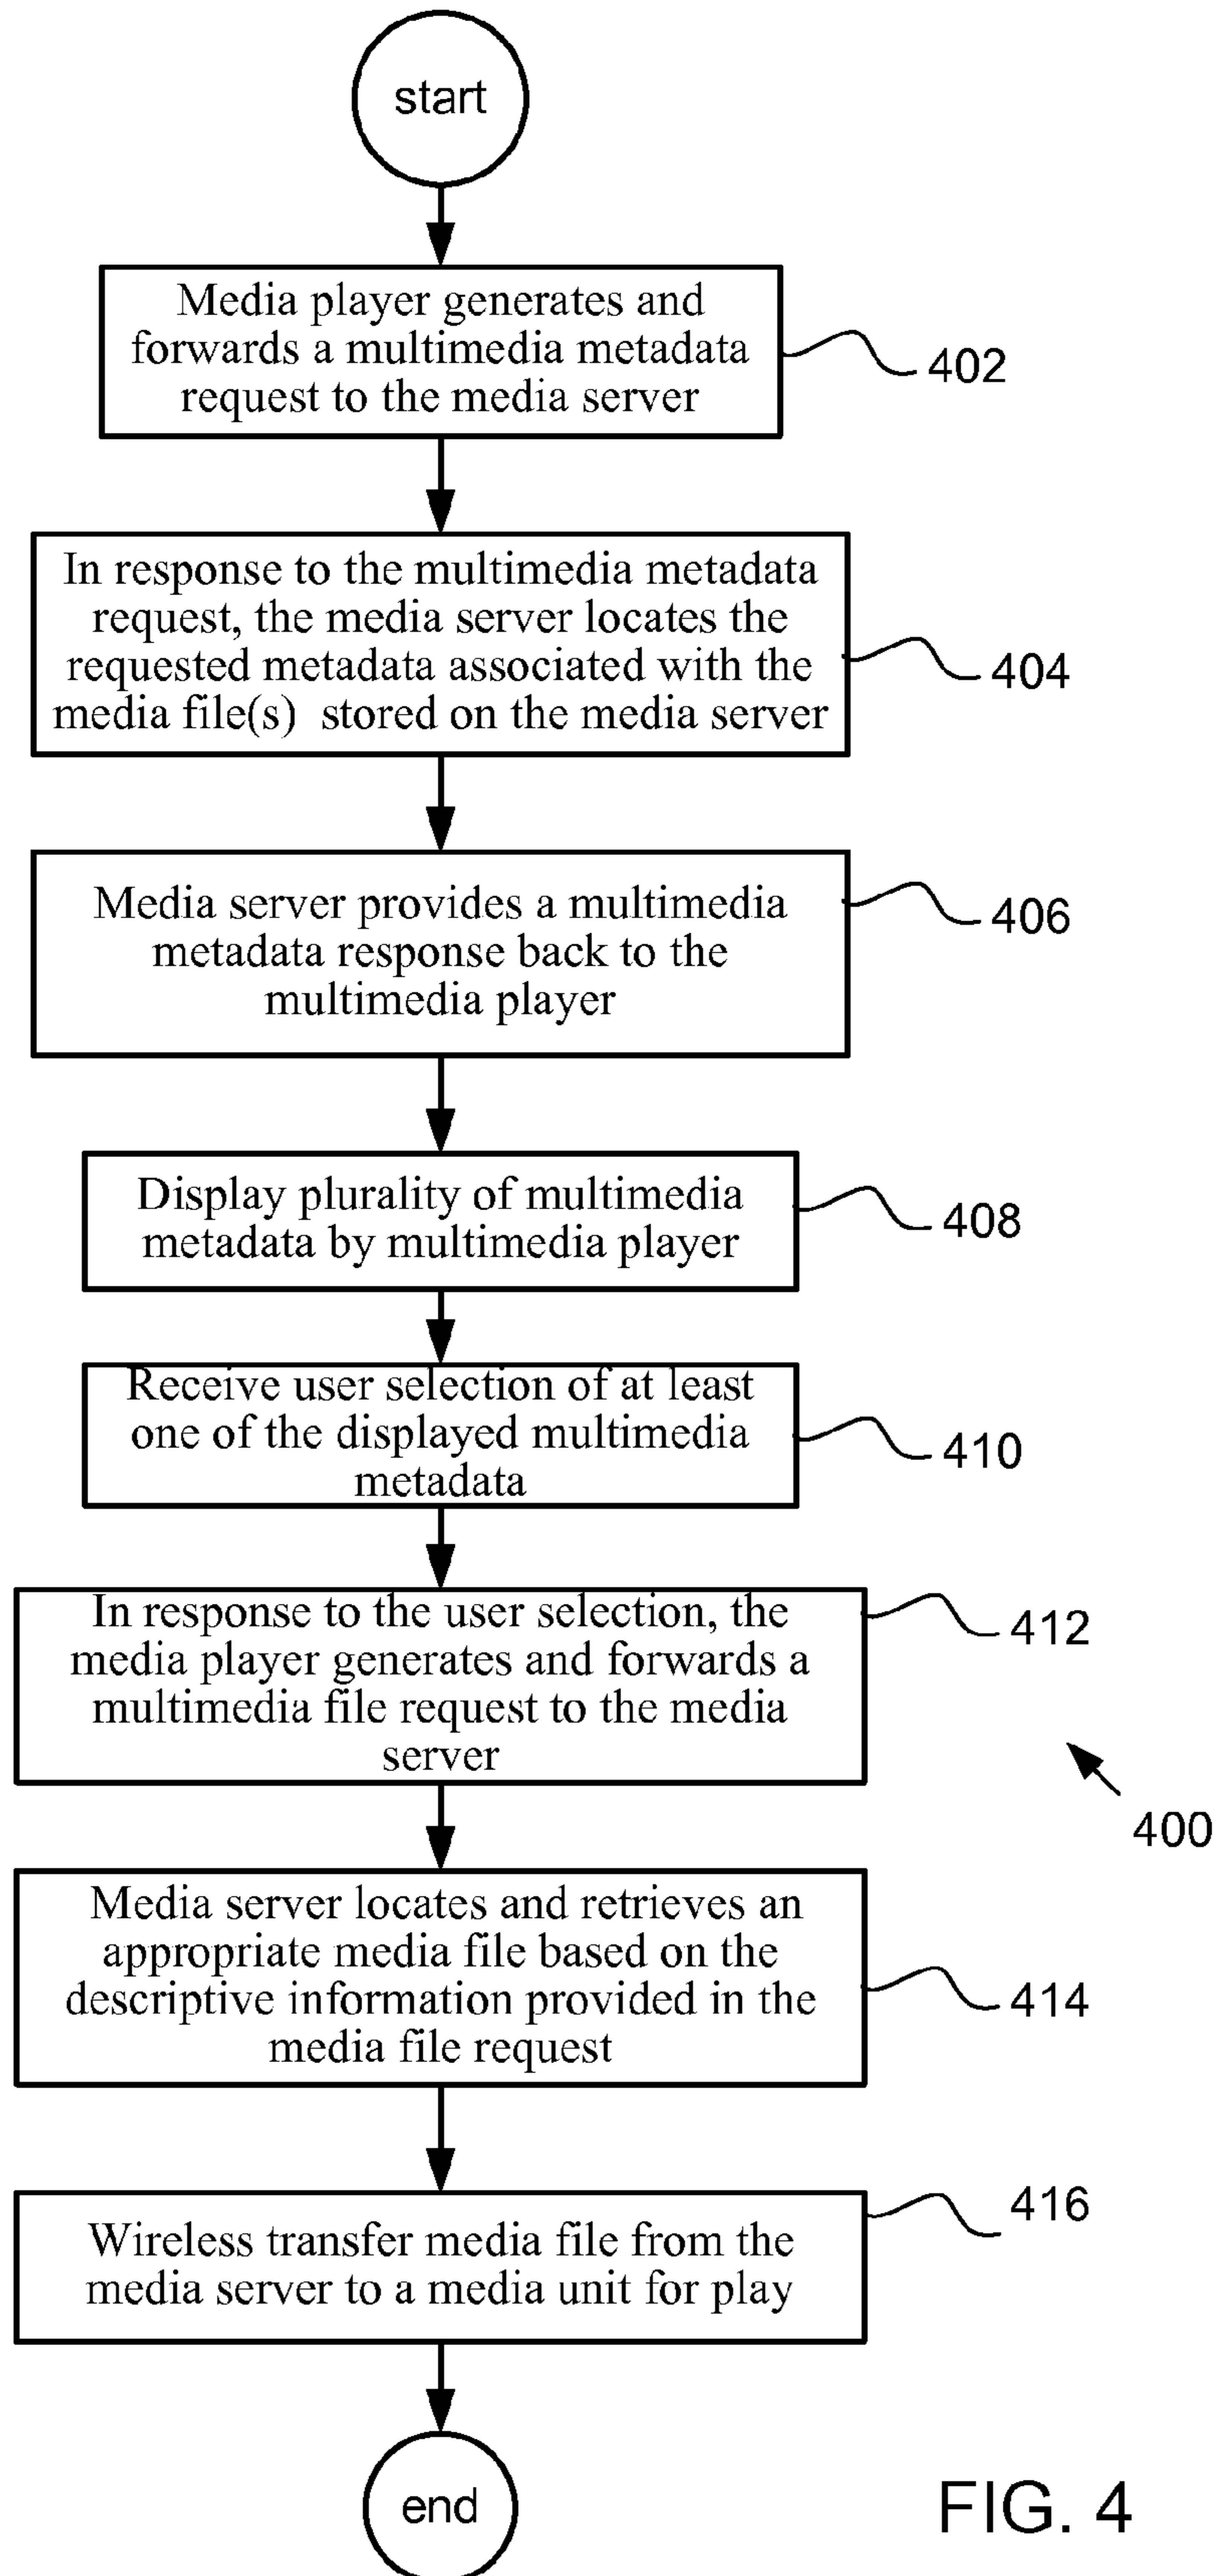 start
Media player generates and
forwards a multimedia metadata
request to the media server
402
In response to the multimedia metadata
request, the media server locates the
requested metadata associated with the
media file(s) stored on the media server
404
Media server provides a multimedia
metadata response back to the
multimedia player
406
Display plurality of multimedia
metadata by multimedia player
408
Receive user selection of at least
one of the displayed multimedia
metadata
410
In response to the user selection, the
media player generates and forwards a
multimedia file request to the media
server
412
400
Media server locates and retrieves an
appropriate media file based on the
descriptive information provided in the
media file request
414
Wireless transfer media file from the
media server to a media unit for play
416
end
FIG. 4